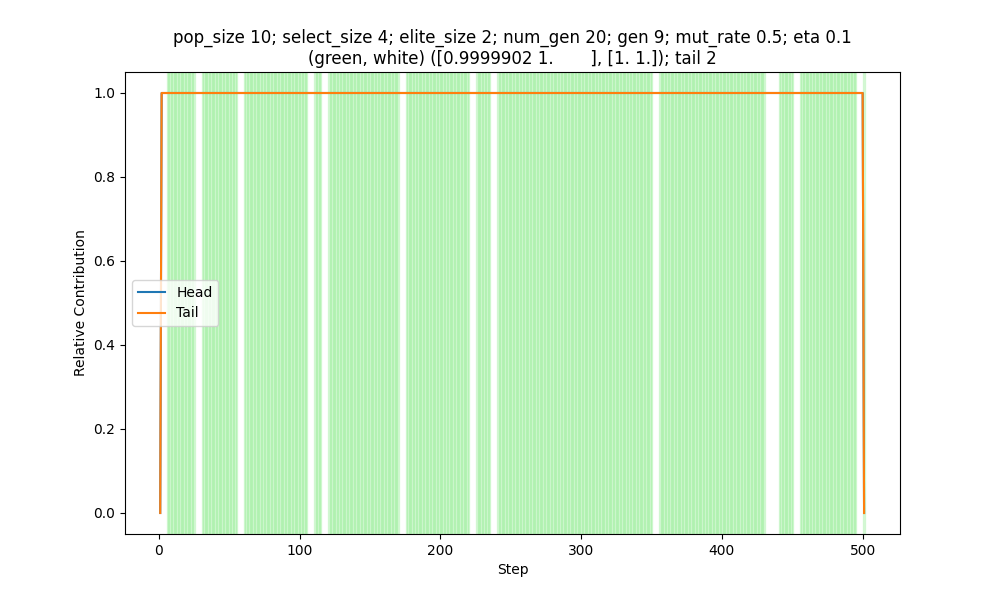 pop_size 10; select_size 4; elite_size 2; num_gen 20; gen 9; mut_rate 0.5; eta 0.1
(green, white) ([0.9999902 1.        ], [1. 1.]); tail 2
1.0
0.8
0.6
0.4
0.2
0.0
Relative Contribution
Head
Tail
0 100 200 300 400 500
Step